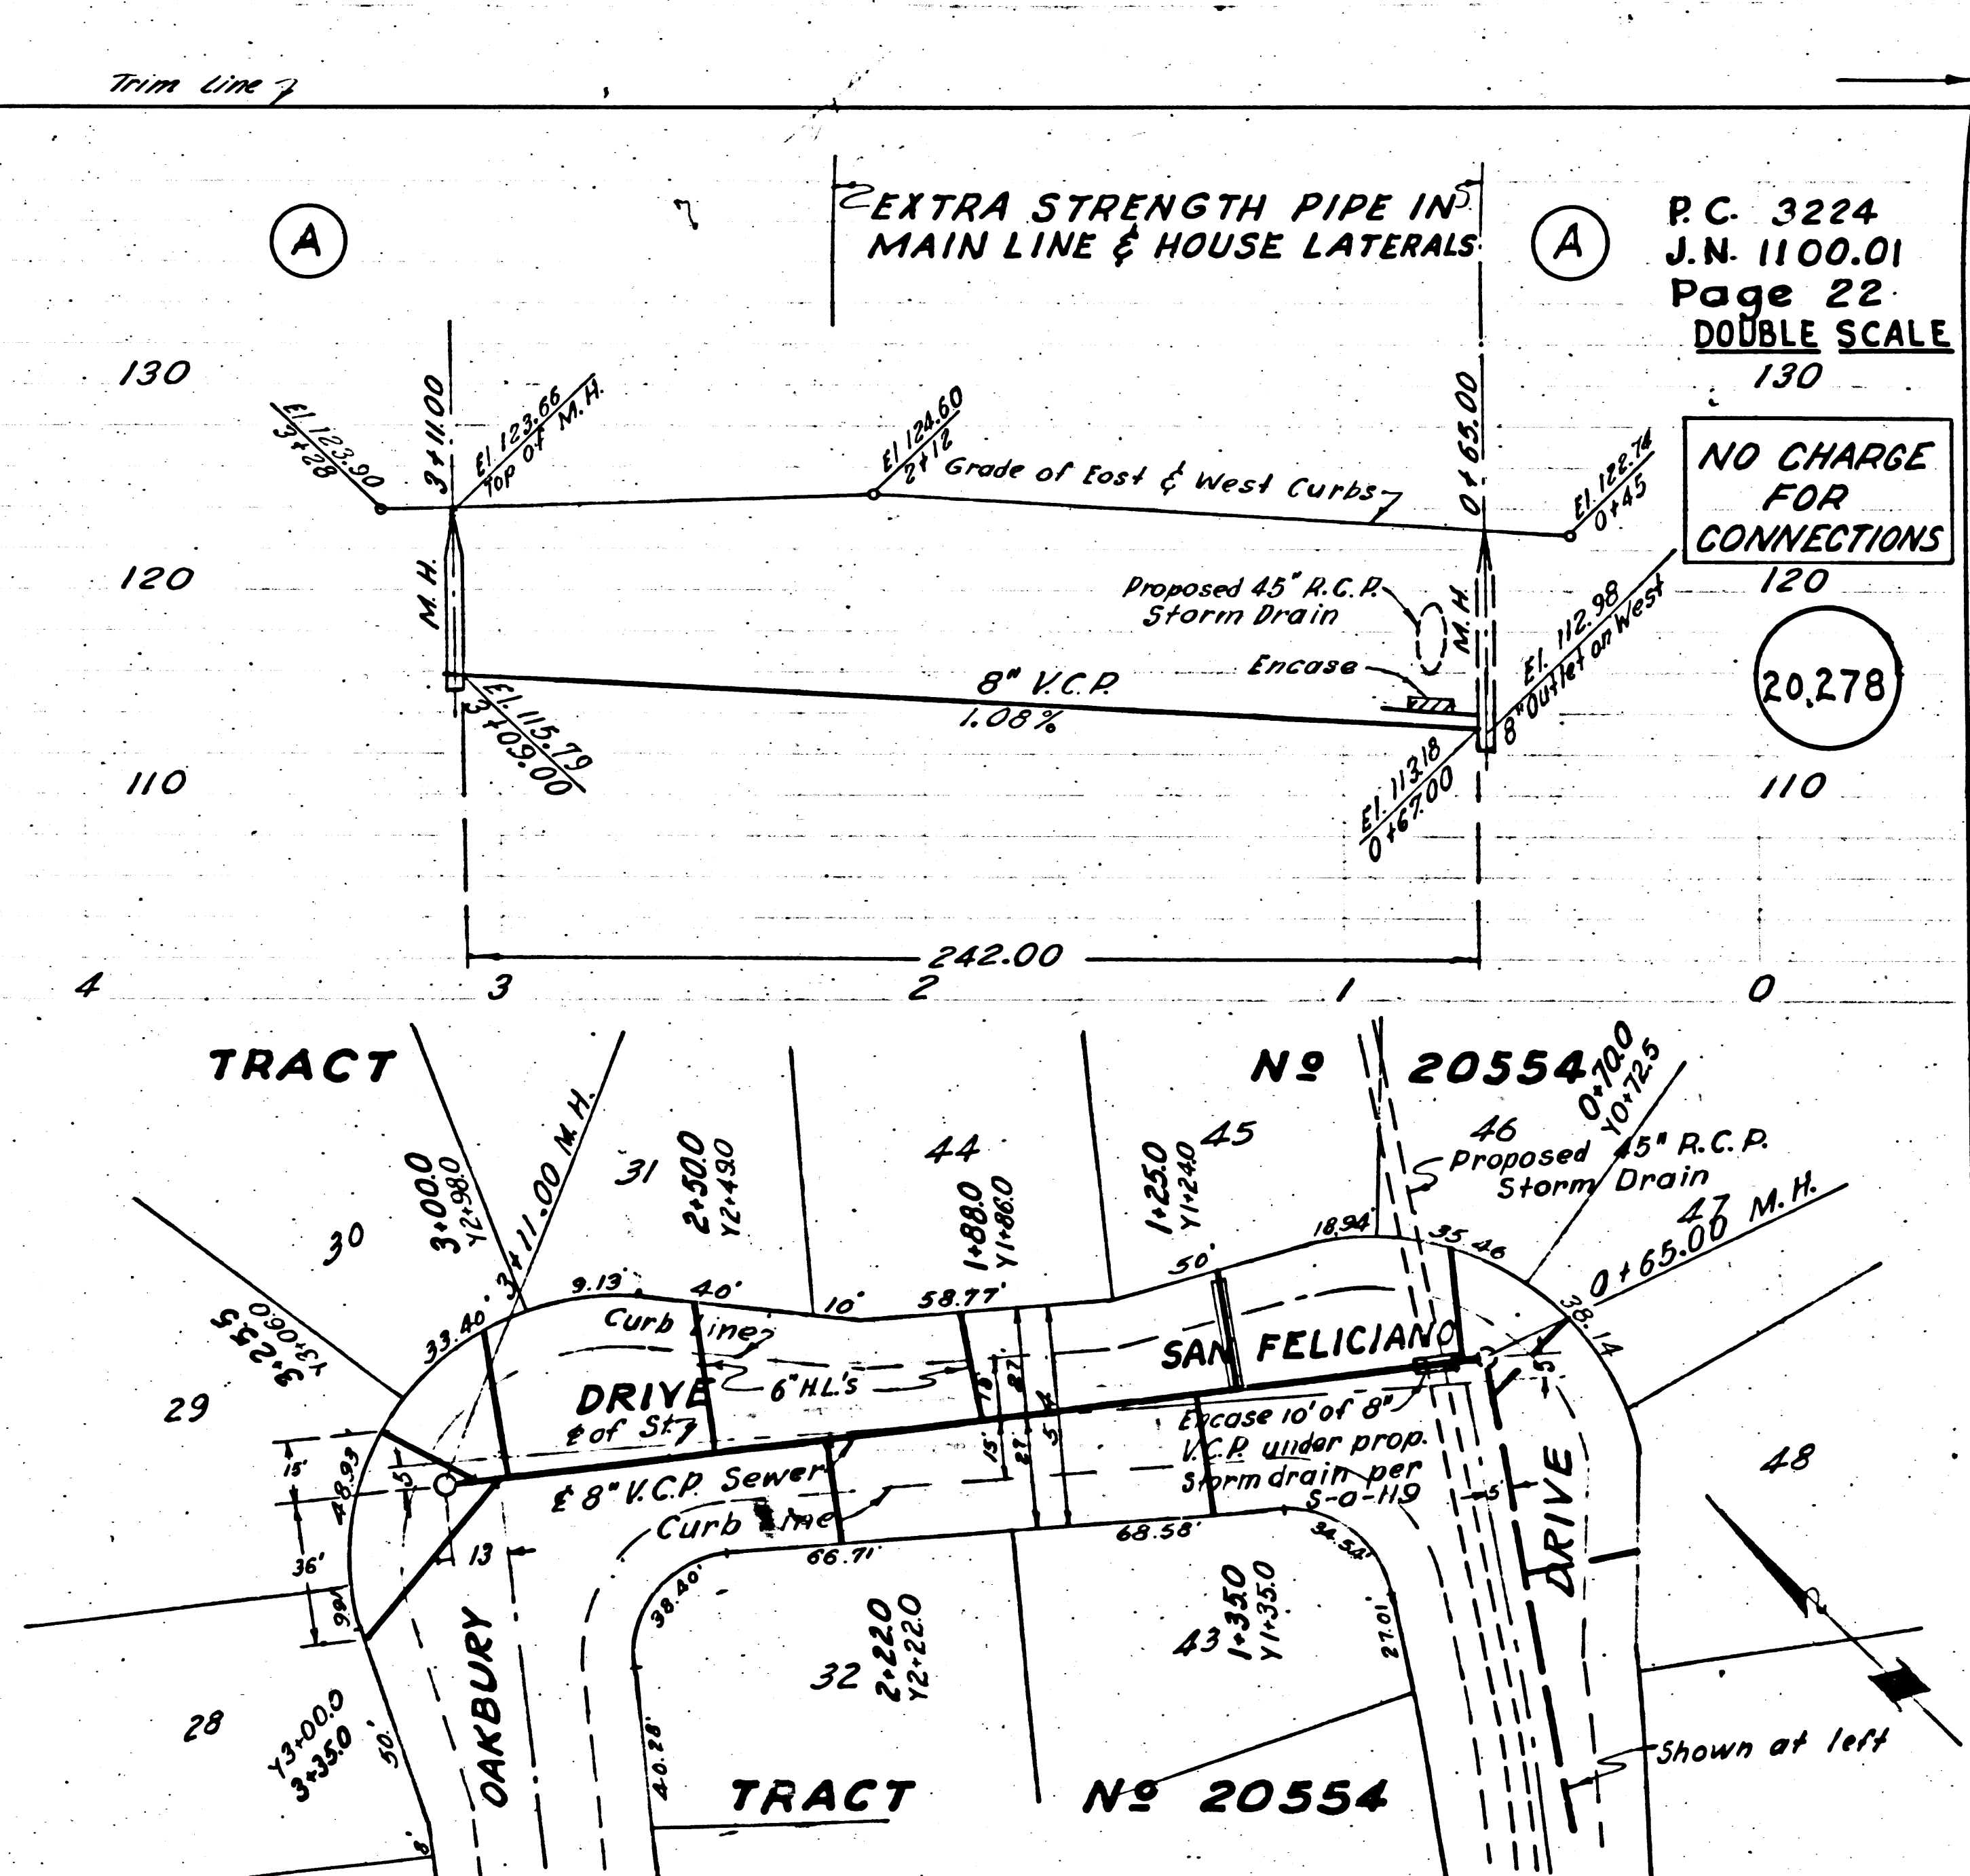 Trim Line
A
EXTRA STRENGTH PIPE IN
MAIN LINE & HOUSE LATERALS
A
P.C. 3224
J.N. 1100.01
Page 22
DOUBLE SCALE
130
130
NO CHARGE
FOR
CONNECTIONS
El. 123.90
3+28
3+11.00
El. 123.66
Top of M.H.
El. 124.60
2+12
Grade of East & West Curbs
0+65.00
El. 122.74
0+45
120
120
M.H.
Proposed 45" R.C.P.
Storm Drain
M.H.
El. 112.98
8" Outlet on West
Encase
8" V.C.P.
1.08%
20,278
El. 115.79
3+09.00
El. 113.18
0+67.00
110
110
242.00
4
3
2
1
0
TRACT
Nº 20554
0+70.0
Y0+72.5
3+00.0
Y2+98.0
3+11.00 M.H.
31
2+50.0
Y2+49.0
44
1+88.0
Y1+86.0
1+25.0
Y1+24.0
45
46
Proposed 45" R.C.P.
Storm Drain
47
0+65.00 M.H.
30
3+25.5
Y3+06.0
33.40'
9.13'
40'
10'
58.77'
50'
18.94'
35.46
38.14
Curb Line
6" H.L.'s
SAN FELICIANO
DRIVE
29
¢ of St.
27'
54'
15'
27'
5'
Encase 10' of 8"
V.C.P. under prop.
Storm drain per
S-a-119
15'
48.93
5'
¢ 8" V.C.P. Sewer
Curb Line
5'
DRIVE
48
36'
13
66.71'
68.58'
34.54'
38.40'
27.01'
28
Y3+00.0
3+35.0
50'
OAKBURY
40.28'
32
2+22.0
Y2+22.0
43
1+35.0
Y1+35.0
Shown at left
8'
TRACT
Nº 20554